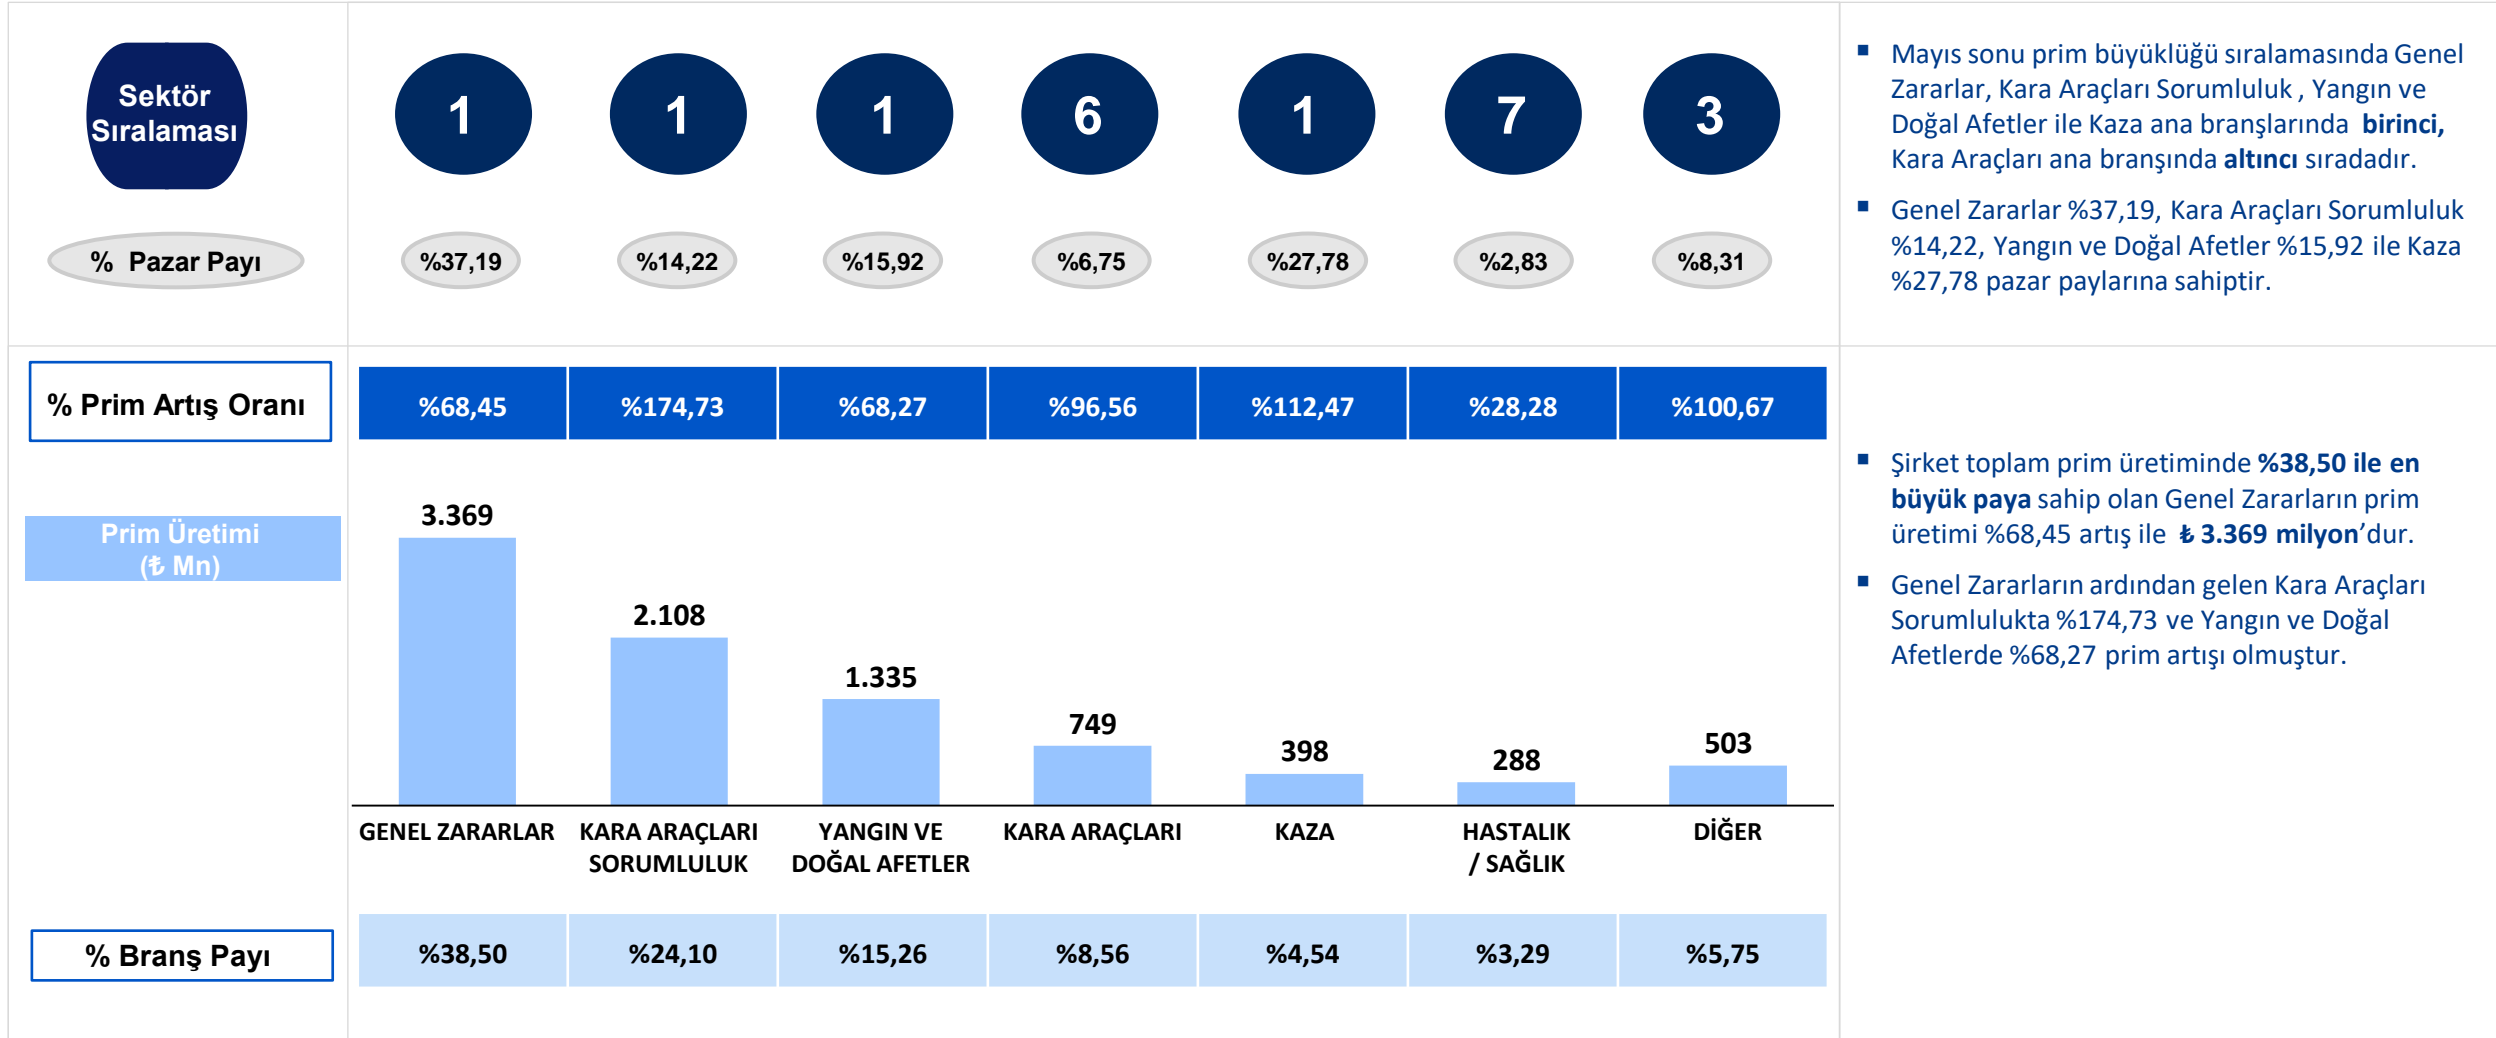 Sektör
Sıralaması
1 1 1 6 1 7 3
% Pazar Payı
%37,19 %14,22 %15,92 %6,75 %27,78 %2,83 %8,31
▪ Mayıs sonu prim büyüklüğü sıralamasında Genel
Zararlar, Kara Araçları Sorumluluk , Yangın ve
Doğal Afetler ile Kaza ana branşlarında birinci,
Kara Araçları ana branşında altıncı sıradadır.
▪ Genel Zararlar %37,19, Kara Araçları Sorumluluk
%14,22, Yangın ve Doğal Afetler %15,92 ile Kaza
%27,78 pazar paylarına sahiptir.
% Prim Artış Oranı
%68,45 %174,73 %68,27 %96,56 %112,47 %28,28 %100,67
Prim Üretimi
(₺ Mn)
3.369
2.108
1.335
749
398
288
503
GENEL ZARARLAR
KARA ARAÇLARI
SORUMLULUK
YANGIN VE
DOĞAL AFETLER
KARA ARAÇLARI
KAZA
HASTALIK
/ SAĞLIK
DİĞER
% Branş Payı
%38,50 %24,10 %15,26 %8,56 %4,54 %3,29 %5,75
▪ Şirket toplam prim üretiminde %38,50 ile en
büyük paya sahip olan Genel Zararların prim
üretimi %68,45 artış ile ₺ 3.369 milyon’dur.
▪ Genel Zararların ardından gelen Kara Araçları
Sorumlulukta %174,73 ve Yangın ve Doğal
Afetlerde %68,27 prim artışı olmuştur.